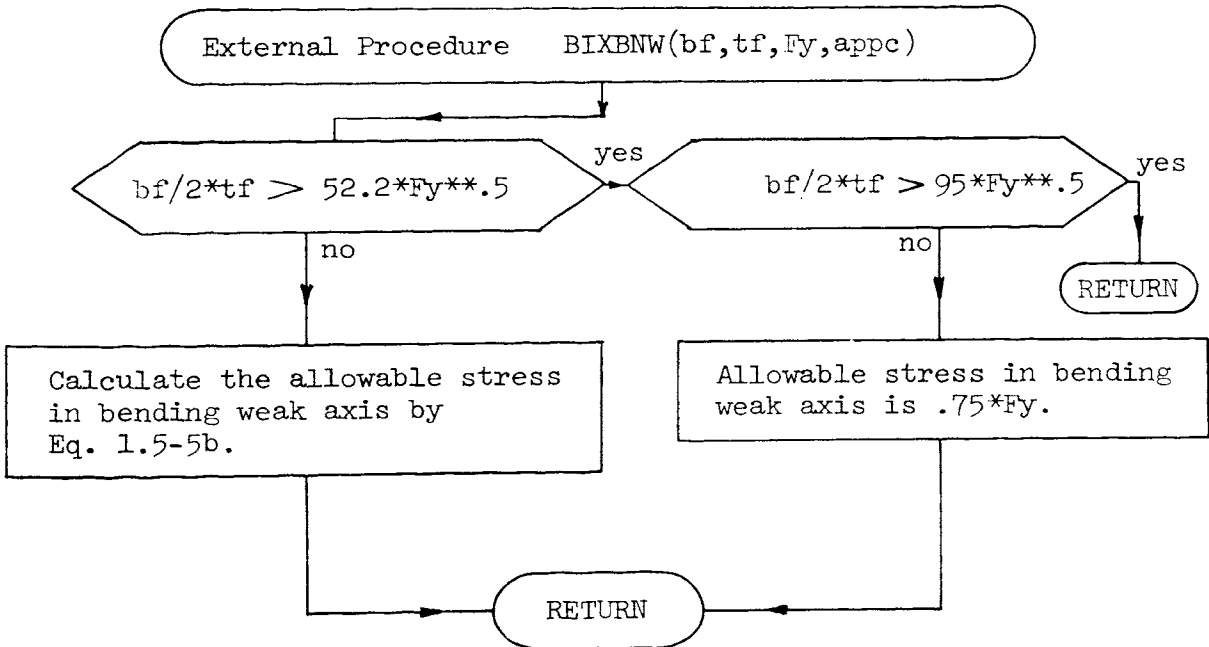 External Procedure BIXBNW(bf,tf,Fy,appc)
bf/2*tf > 52.2*Fy**.5
yes
bf/2*tf > 95*Fy**.5
yes
no
no
RETURN
Calculate the allowable stress
in bending weak axis by
Eq. 1.5-5b.
Allowable stress in bending
weak axis is .75*Fy.
RETURN